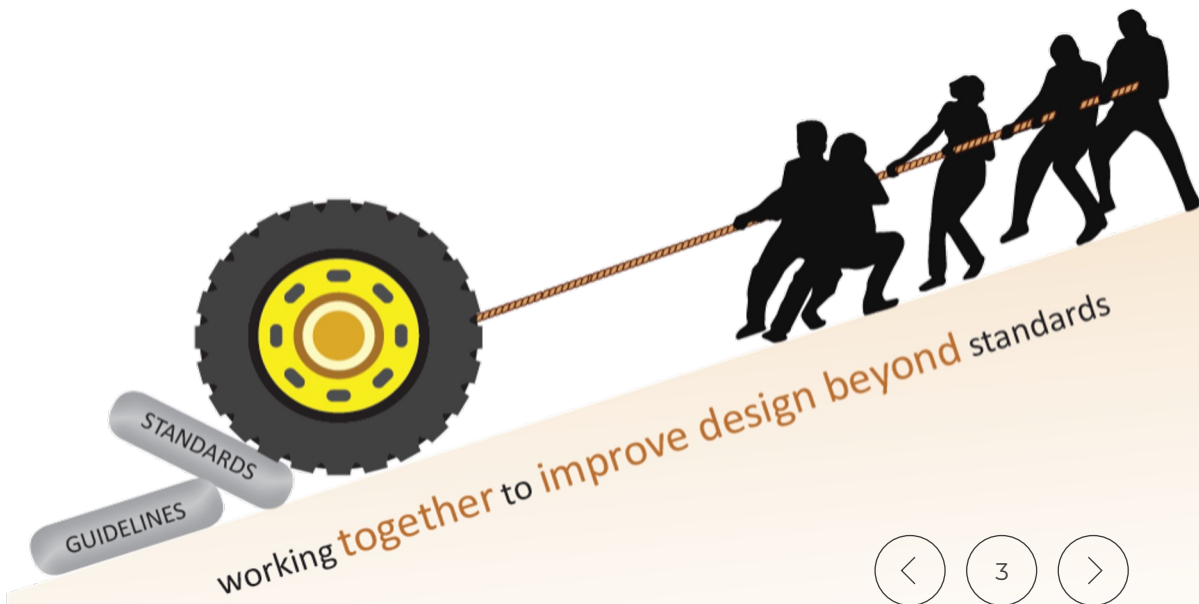 STANDARDS
GUIDELINES
working together to improve design beyond standards
3